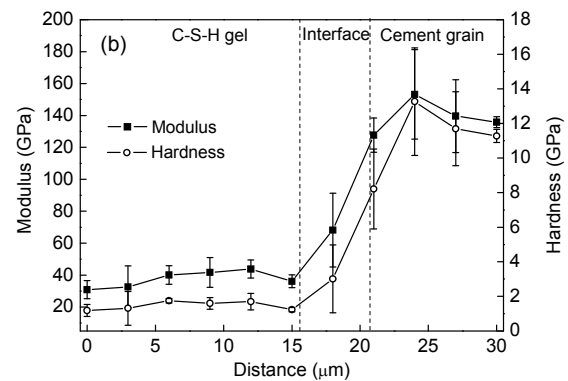 (b)
C-S-H gel
Interface
Cement grain
Modulus
Hardness
Modulus (GPa)
200
180
160
140
120
100
80
60
40
20
Hardness (GPa)
18
16
14
12
10
8
6
4
2
0
0 5 10 15 20 25 30
Distance (μm)